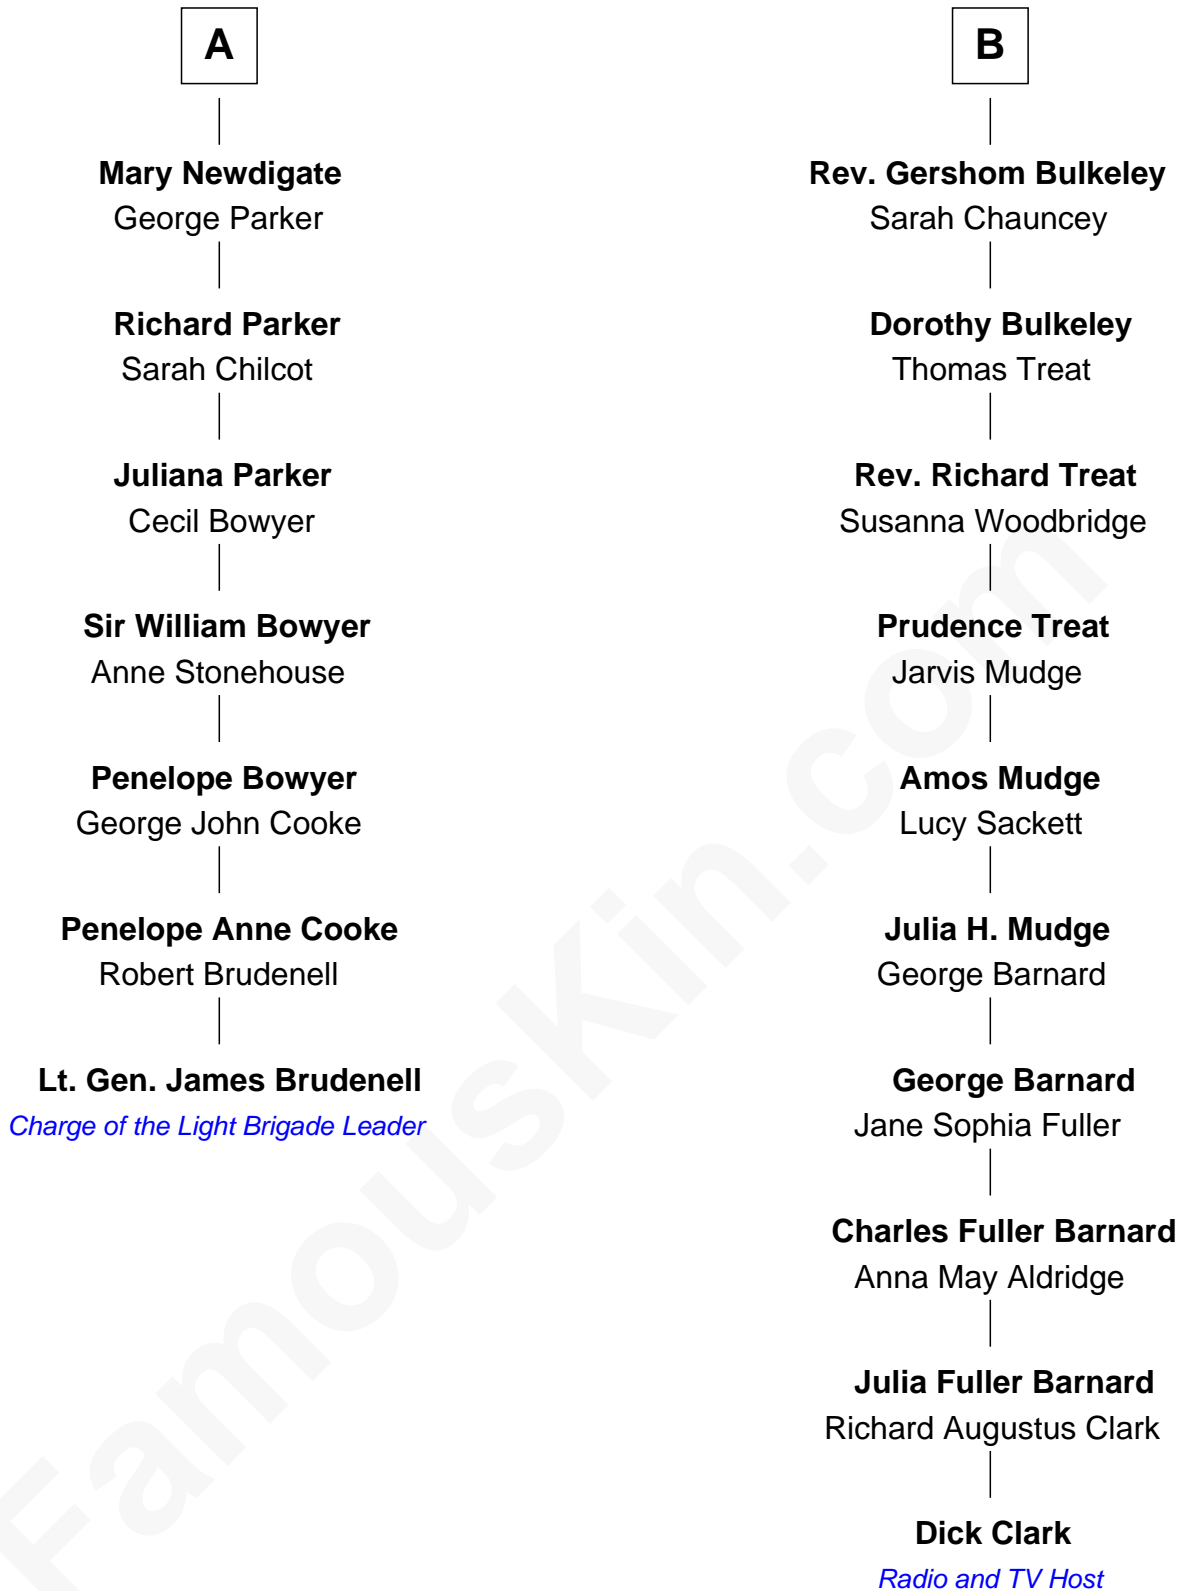 A
Mary Newdigate
George Parker
Richard Parker
Sarah Chilcot
Juliana Parker
Cecil Bowyer
Sir William Bowyer
Anne Stonehouse
Penelope Bowyer
George John Cooke
Penelope Anne Cooke
Robert Brudenell
Lt. Gen. James Brudenell
Charge of the Light Brigade Leader
B
Rev. Gershom Bulkeley
Sarah Chauncey
Dorothy Bulkeley
Thomas Treat
Rev. Richard Treat
Susanna Woodbridge
Prudence Treat
Jarvis Mudge
Amos Mudge
Lucy Sackett
Julia H. Mudge
George Barnard
George Barnard
Jane Sophia Fuller
Charles Fuller Barnard
Anna May Aldridge
Julia Fuller Barnard
Richard Augustus Clark
Dick Clark
Radio and TV Host
FamousKin.com